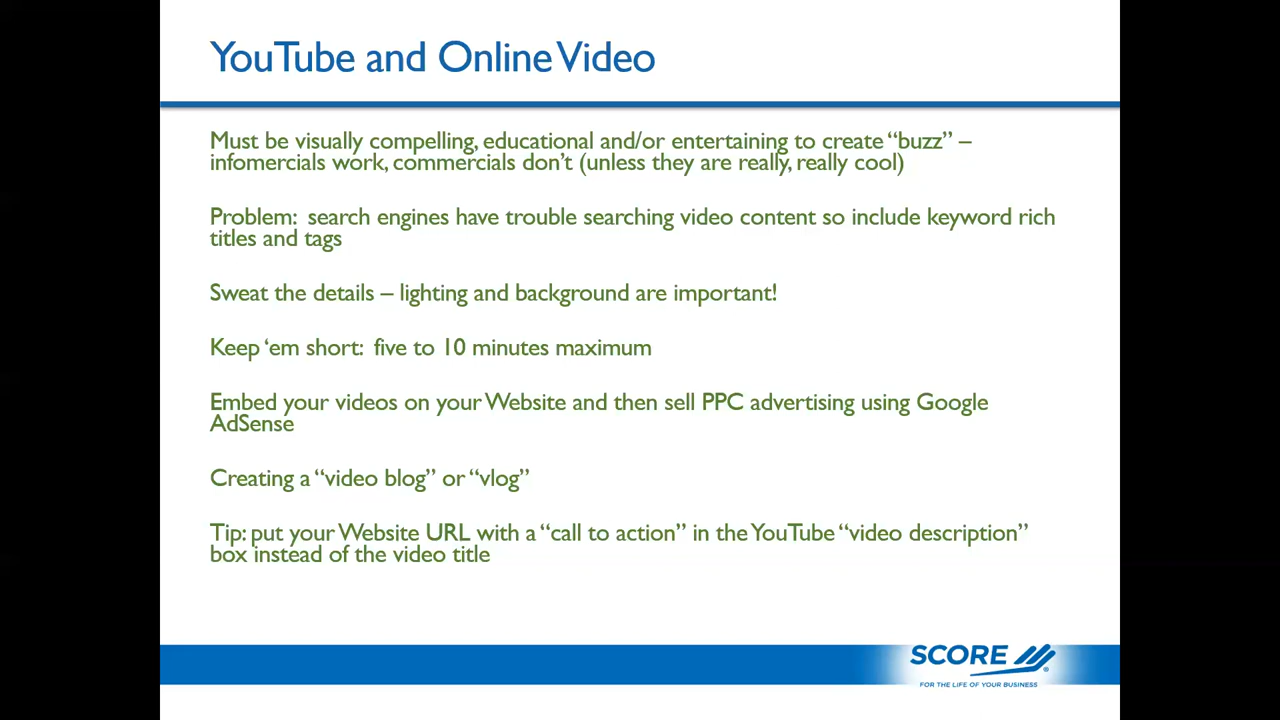 YouTube and Online Video
Must be visually compelling, educational and/or entertaining to create “buzz” –
infomercials work, commercials don’t (unless they are really, really cool)
Problem:  search engines have trouble searching video content so include keyword rich
titles and tags
Sweat the details – lighting and background are important!
Keep ‘em short:  five to 10 minutes maximum
Embed your videos on your Website and then sell PPC advertising using Google
AdSense
Creating a “video blog” or “vlog”
Tip: put your Website URL with a “call to action” in the YouTube “video description”
box instead of the video title
SCORE ®
FOR THE LIFE OF YOUR BUSINESS